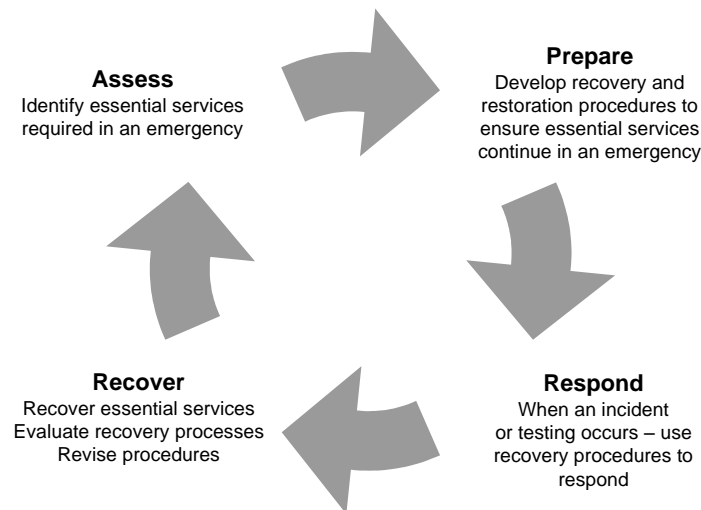 Assess
Identify essential services
required in an emergency
Prepare
Develop recovery and
restoration procedures to
ensure essential services
continue in an emergency
Respond
When an incident
or testing occurs – use
recovery procedures to
respond
Recover
Recover essential services
Evaluate recovery processes
Revise procedures